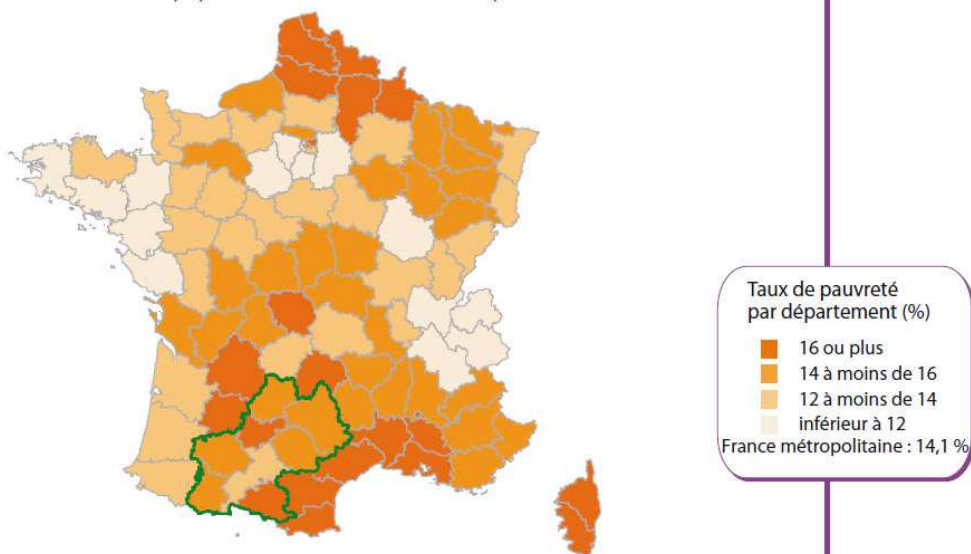 Taux de pauvreté
par département (%)
16 ou plus
14 à moins de 16
12 à moins de 14
inférieur à 12
France métropolitaine : 14,1 %